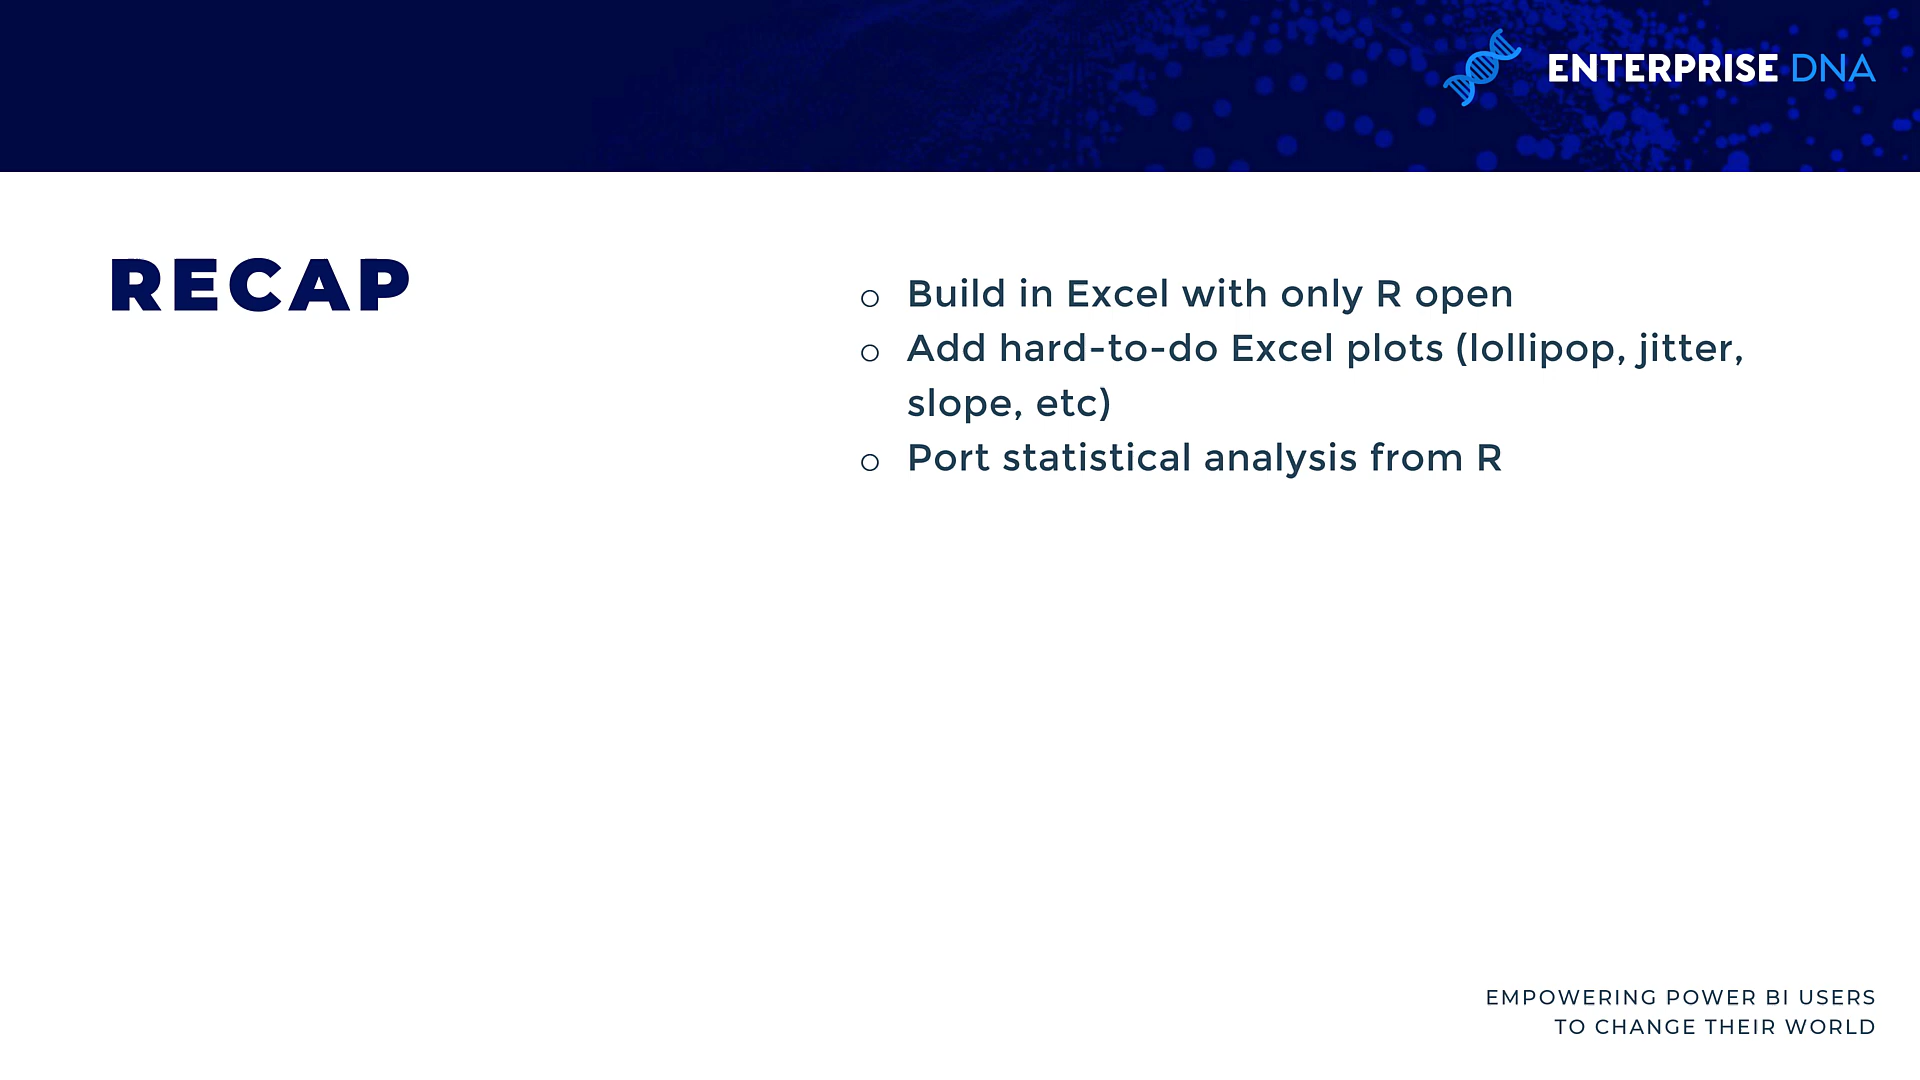 ENTERPRISE DNA
RECAP
Build in Excel with only R open
Add hard-to-do Excel plots (lollipop, jitter,
slope, etc)
Port statistical analysis from R
EMPOWERING POWER BI USERS
TO CHANGE THEIR WORLD